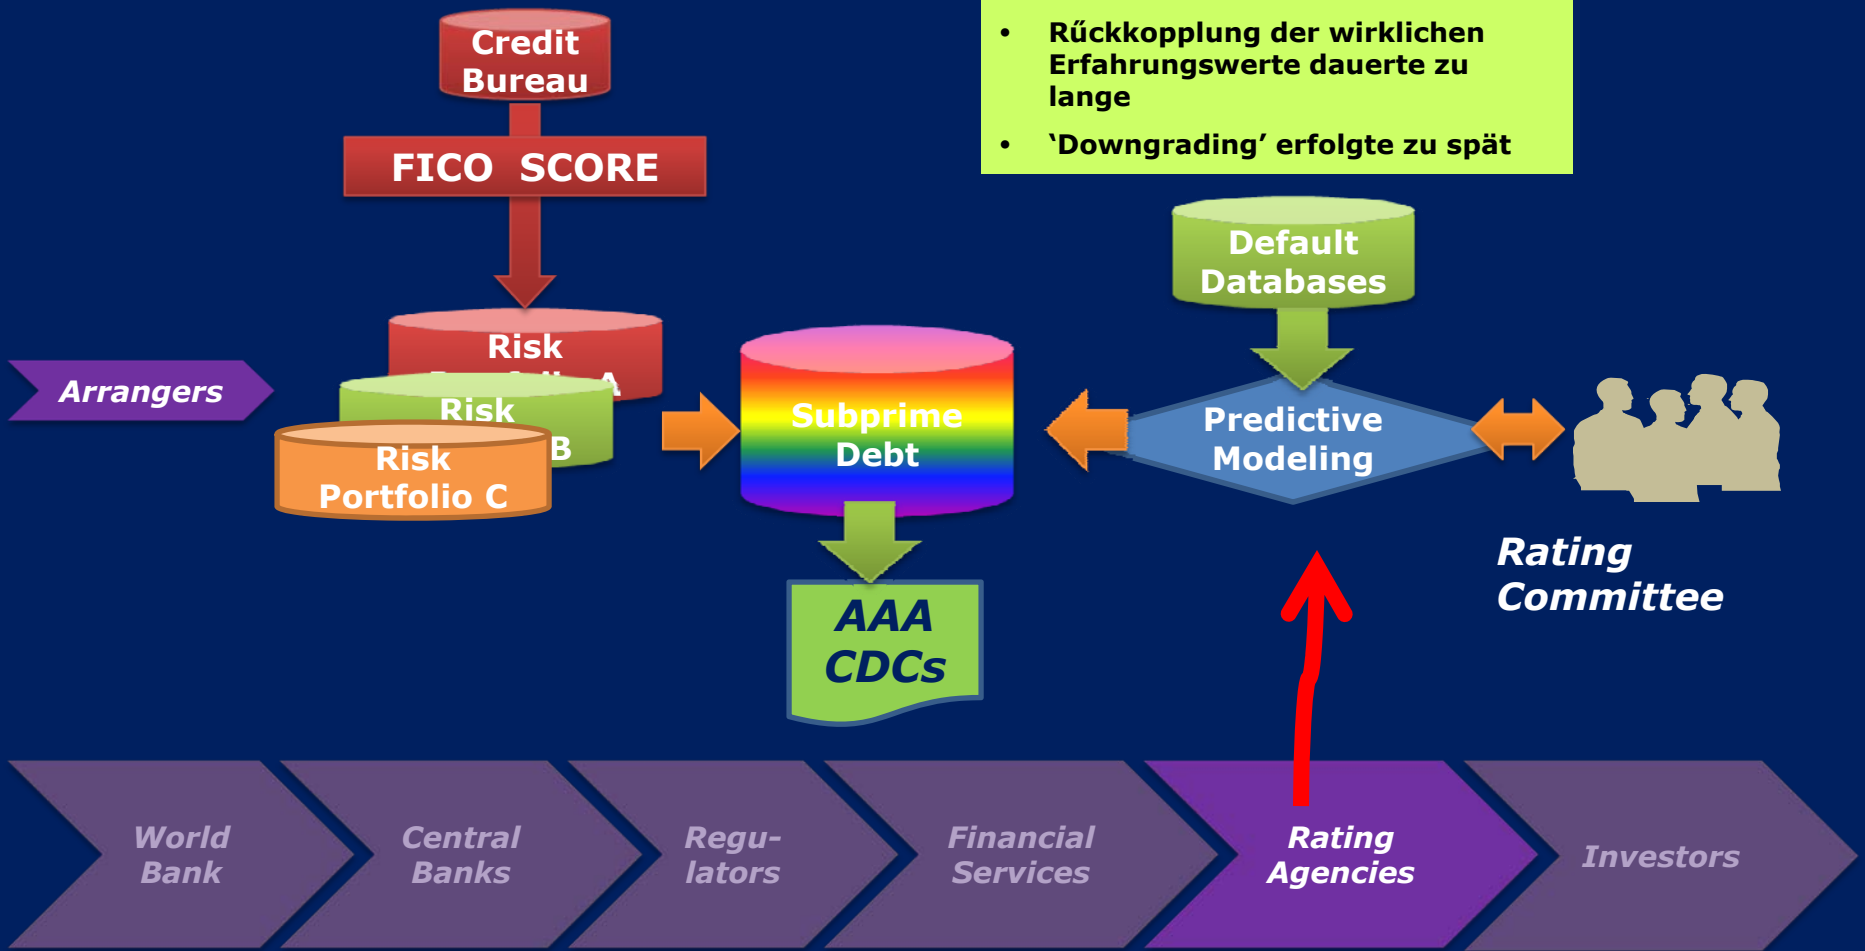 Credit
Bureau
• Rűckkopplung der wirklichen
Erfahrungswerte dauerte zu
lange
• ‘Downgrading’ erfolgte zu spät
FICO SCORE
Default
Databases
Arrangers
Risk
A
Risk
B
Risk
Portfolio C
Subprime
Debt
Predictive
Modeling
Rating
Committee
AAA
CDCs
World
Bank
Central
Banks
Regu-
lators
Financial
Services
Rating
Agencies
Investors